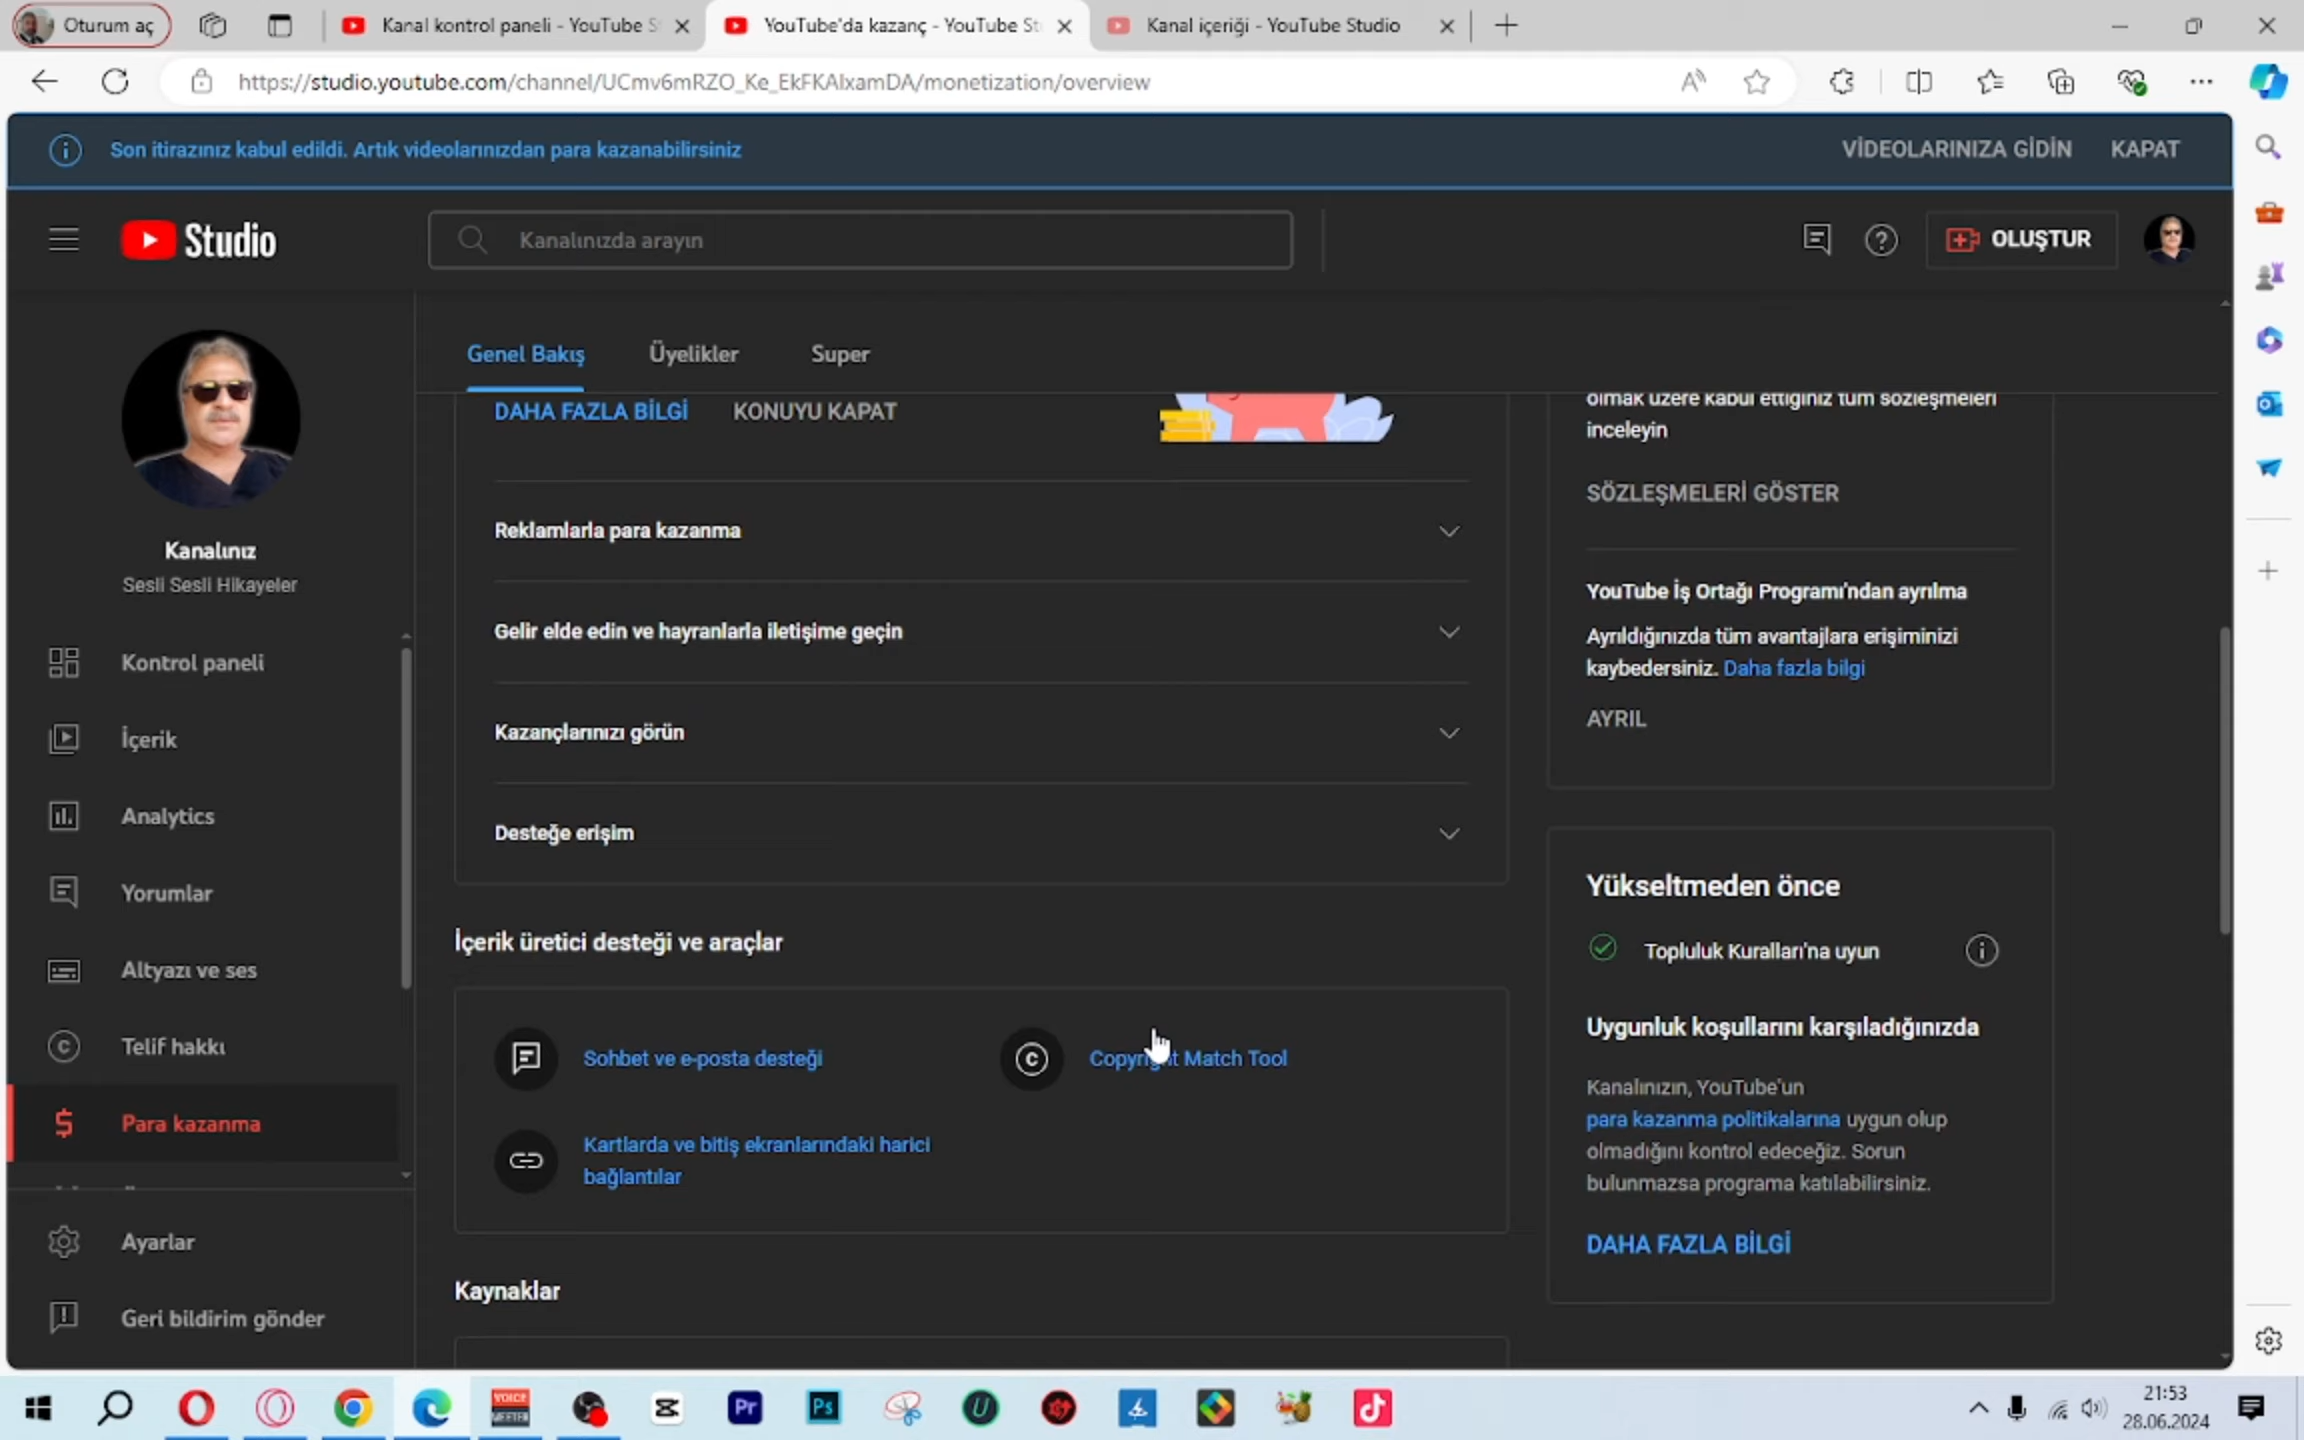 Oturum aç
Kanal kontrol paneli - YouTube S
YouTube'da kazanç - YouTube St
Kanal içeriği - YouTube Studio
https://studio.youtube.com/channel/UCmv6mRZO_Ke_EkFKAIxamDA/monetization/overview
Son itirazınız kabul edildi. Artık videolarınızdan para kazanabilirsiniz
VİDEOLARINIZA GİDİN
KAPAT
Studio
Kanalınızda arayın
OLUŞTUR
Kanalınız
Sesli Sesli Hikayeler
Kontrol paneli
İçerik
Analytics
Yorumlar
Altyazı ve ses
Telif hakkı
Para kazanma
Ayarlar
Geri bildirim gönder
Genel Bakış
Üyelikler
Super
DAHA FAZLA BİLGİ
KONUYU KAPAT
Reklamlarla para kazanma
Gelir elde edin ve hayranlarla iletişime geçin
Kazançlarınızı görün
Desteğe erişim
İçerik üretici desteği ve araçlar
Sohbet ve e-posta desteği
Copyright Match Tool
Kartlarda ve bitiş ekranlarındaki harici
bağlantılar
Kaynaklar
olmak üzere kabul ettiğiniz tüm sözleşmeleri
inceleyin
SÖZLEŞMELERİ GÖSTER
YouTube İş Ortağı Programı'ndan ayrılma
Ayrıldığınızda tüm avantajlara erişiminizi
kaybedersiniz. Daha fazla bilgi
AYRIL
Yükseltmeden önce
Topluluk Kuralları'na uyun
Uygunluk koşullarını karşıladığınızda
Kanalınızın, YouTube'un
para kazanma politikalarına uygun olup
olmadığını kontrol edeceğiz. Sorun
bulunmazsa programa katılabilirsiniz.
DAHA FAZLA BİLGİ
VOICE
MEETER
Pr
Ps
21:53
28.06.2024